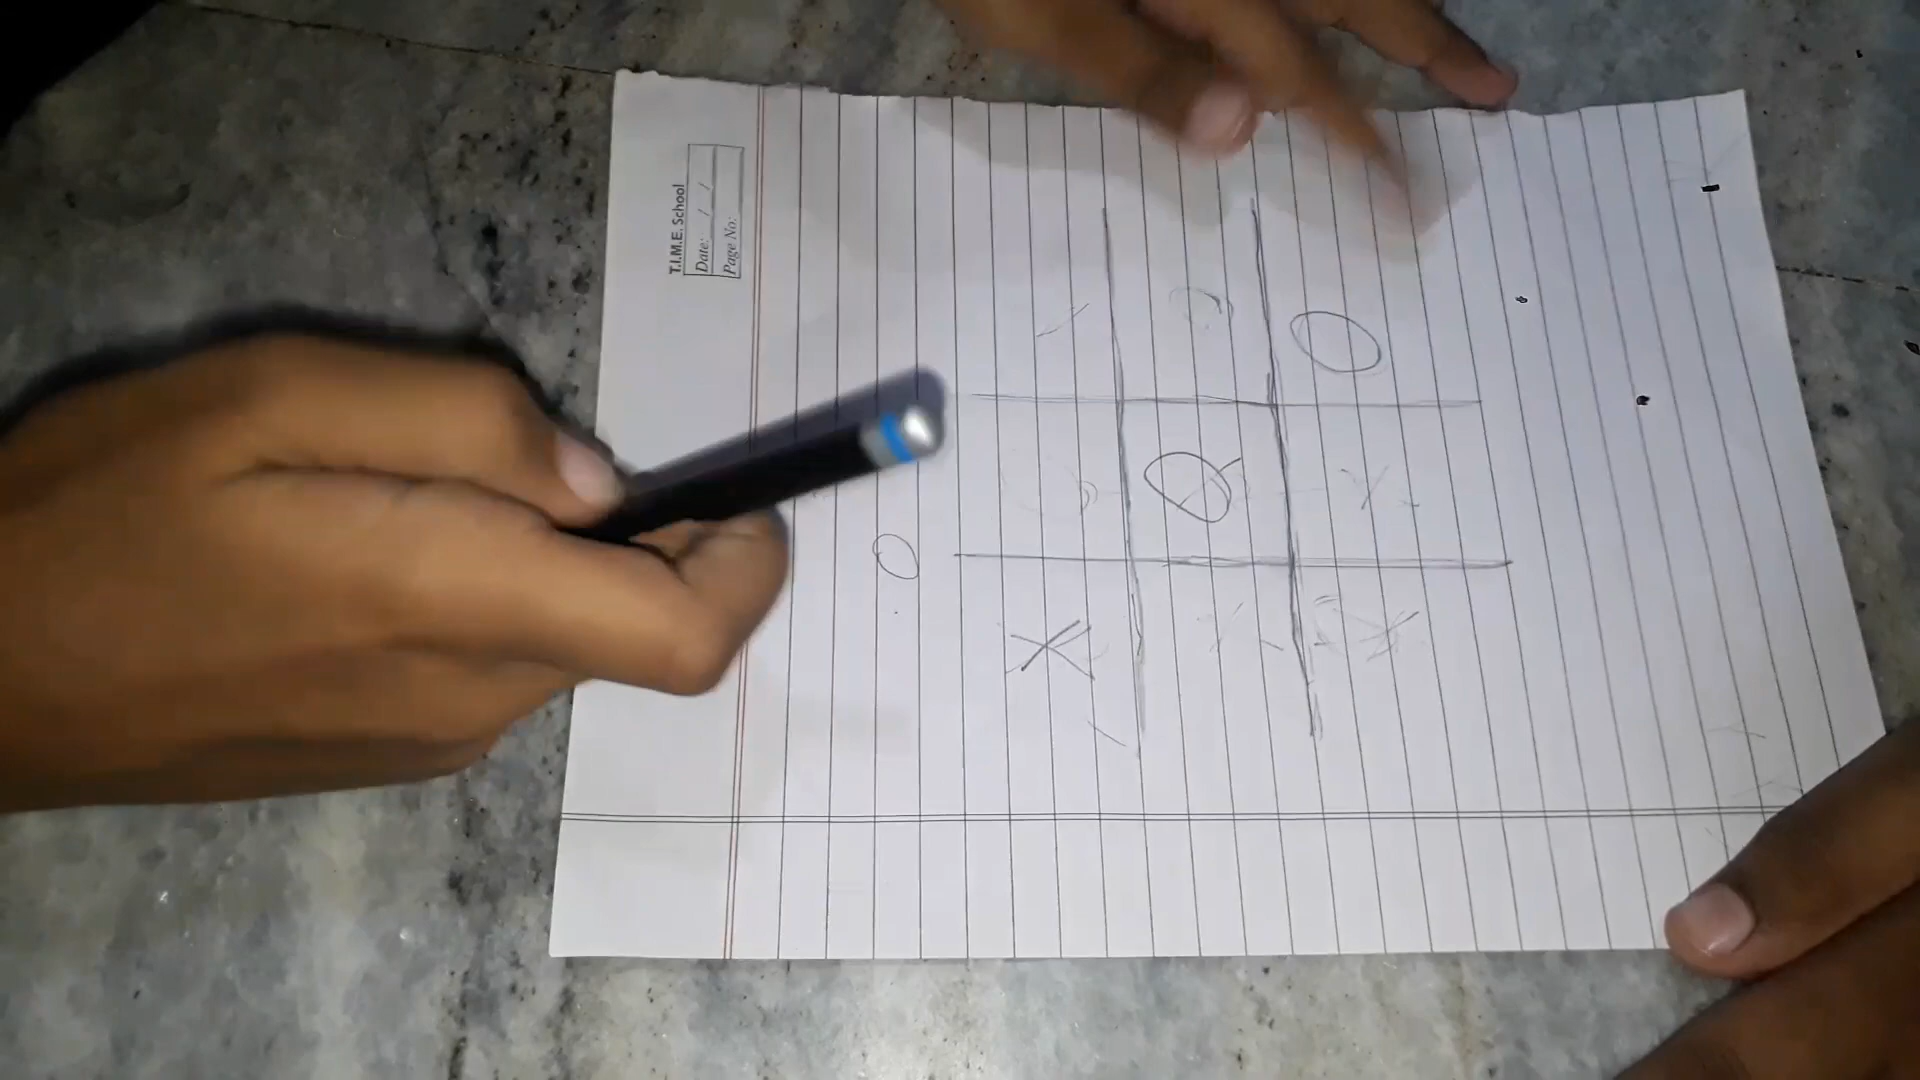 T.I.M.E. School
Date: / /
Page No:
O
O
O
X